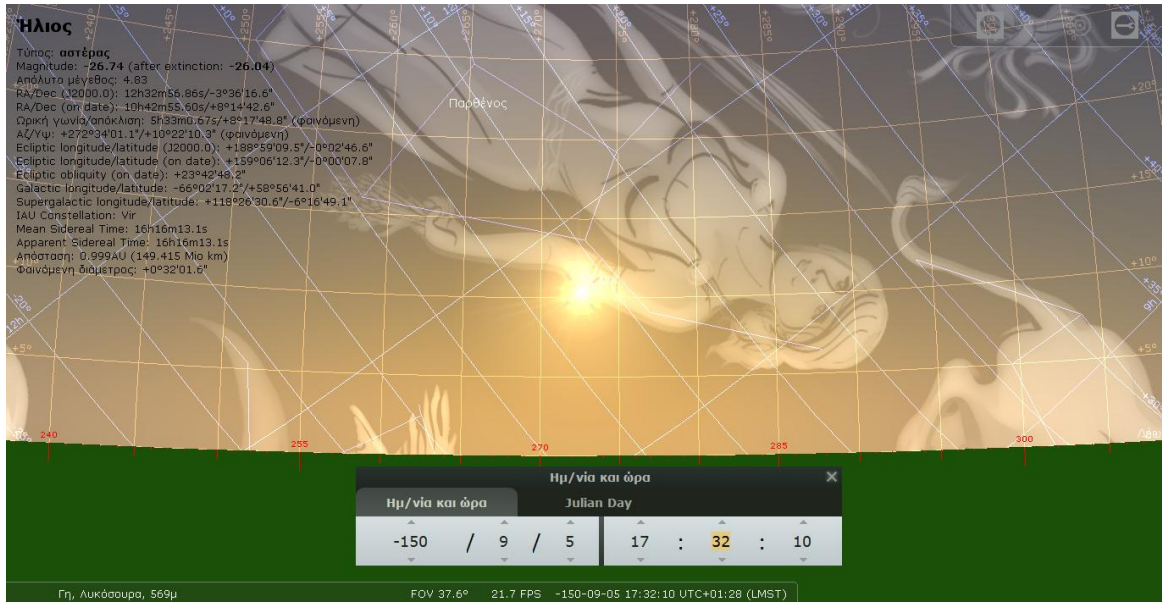 Ήλιος
Τύπος: αστέρας
Magnitude: -26.74 (after extinction: -26.04)
Απόλυτο μέγεθος: 4.83
RA/Dec (J2000.0): 12h32m56.86s/-3°36'16.6"
RA/Dec (on date): 10h42m55.60s/+8°14'42.6"
Ωρική γωνία/απόκλιση: 5h33m0.67s/+8°17'48.8" (φαινόμενη)
Αζ/Υψ: +272°34'01.1"/+10°22'10.3" (φαινόμενη)
Ecliptic longitude/latitude (J2000.0): +188°59'09.5"/-0°02'46.6"
Ecliptic longitude/latitude (on date): +159°06'12.3"/-0°00'07.8"
Ecliptic obliquity (on date): +23°42'48.2"
Galactic longitude/latitude: -66°02'17.2"/+58°56'41.0"
Supergalactic longitude/latitude: +118°26'30.6"/-6°16'49.1"
IAU Constellation: Vir
Mean Sidereal Time: 16h16m13.1s
Apparent Sidereal Time: 16h16m13.1s
Απόσταση: 0.999AU (149.415 Mio km)
Φαινόμενη διάμετρος: +0°32'01.6"
Παρθένος
+20°
+15°
+10°
+5°
+5°
12h
9h
240
255
270
285
300
Ημ/νία και ώρα
Ημ/νία και ώρα Julian Day
-150 / 9 / 5 17 : 32 : 10
Γη, Λυκόσουρα, 569μ FOV 37.6° 21.7 FPS -150-09-05 17:32:10 UTC+01:28 (LMST)